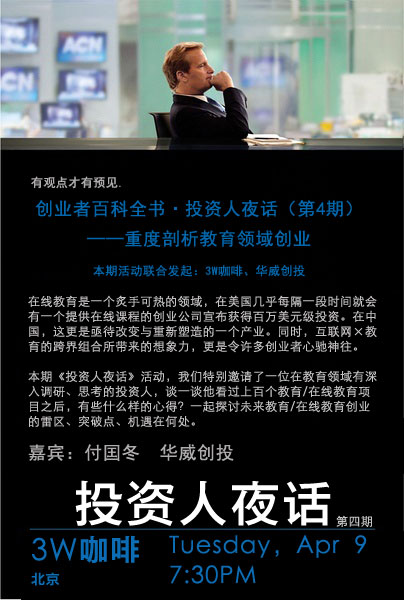 ACN
ACN
有观点才有预见.
创业者百科全书·投资人夜话（第4期）
——重度剖析教育领域创业
本期活动联合发起：3W咖啡、华威创投
在线教育是一个炙手可热的领域，在美国几乎每隔一段时间就会
有一个提供在线课程的创业公司宣布获得百万美元级投资。在中
国，这更是亟待改变与重新塑造的一个产业。同时，互联网×教
育的跨界组合所带来的想象力，更是令许多创业者心驰神往。
本期《投资人夜话》活动，我们特别邀请了一位在教育领域有深
入调研、思考的投资人，谈一谈他看过上百个教育/在线教育项
目之后，有些什么样的心得？一起探讨未来教育/在线教育创业
的雷区、突破点、机遇在何处。
嘉宾：付国冬 华威创投
投资人夜话 第四期
3W咖啡 Tuesday, Apr 9
北京 7:30PM